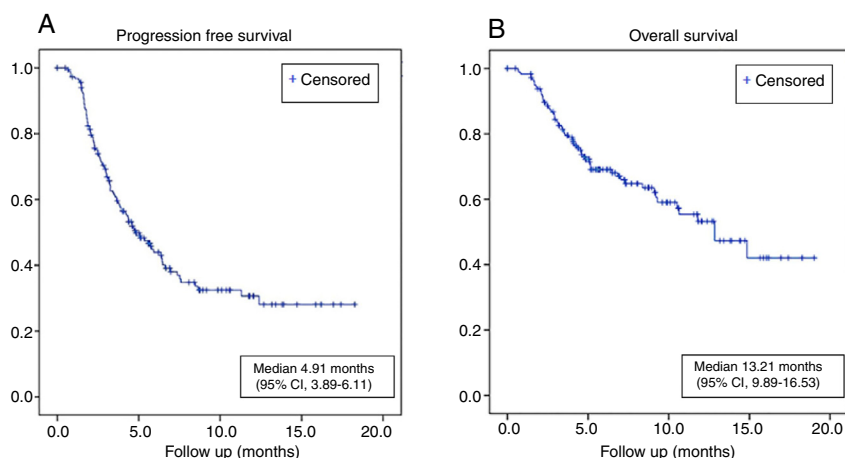 A
Progression free survival
+ Censored
1.0
0.8
0.6
0.4
0.2
0.0
Median 4.91 months
(95% CI, 3.89-6.11)
0.0 5.0 10.0 15.0 20.0
Follow up (months)
B
Overall survival
+ Censored
1.0
0.8
0.6
0.4
0.2
0.0
Median 13.21 months
(95% CI, 9.89-16.53)
0.0 5.0 10.0 15.0 20.0
Follow up (months)